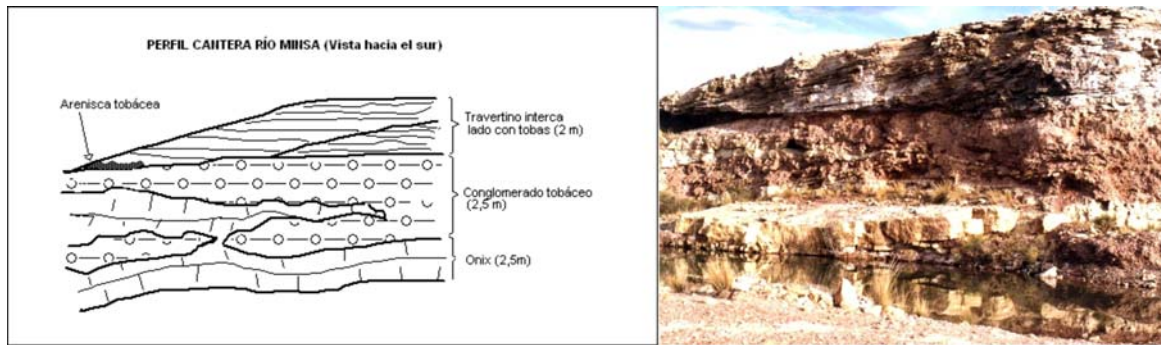 PERFIL CANTERA RÍO MINSA (Vista hacia el sur)
Arenisca tobácea
Travertino interca
lado con tobas (2 m)
Conglomerado tobáceo
(2,5 m)
Onix (2,5m)